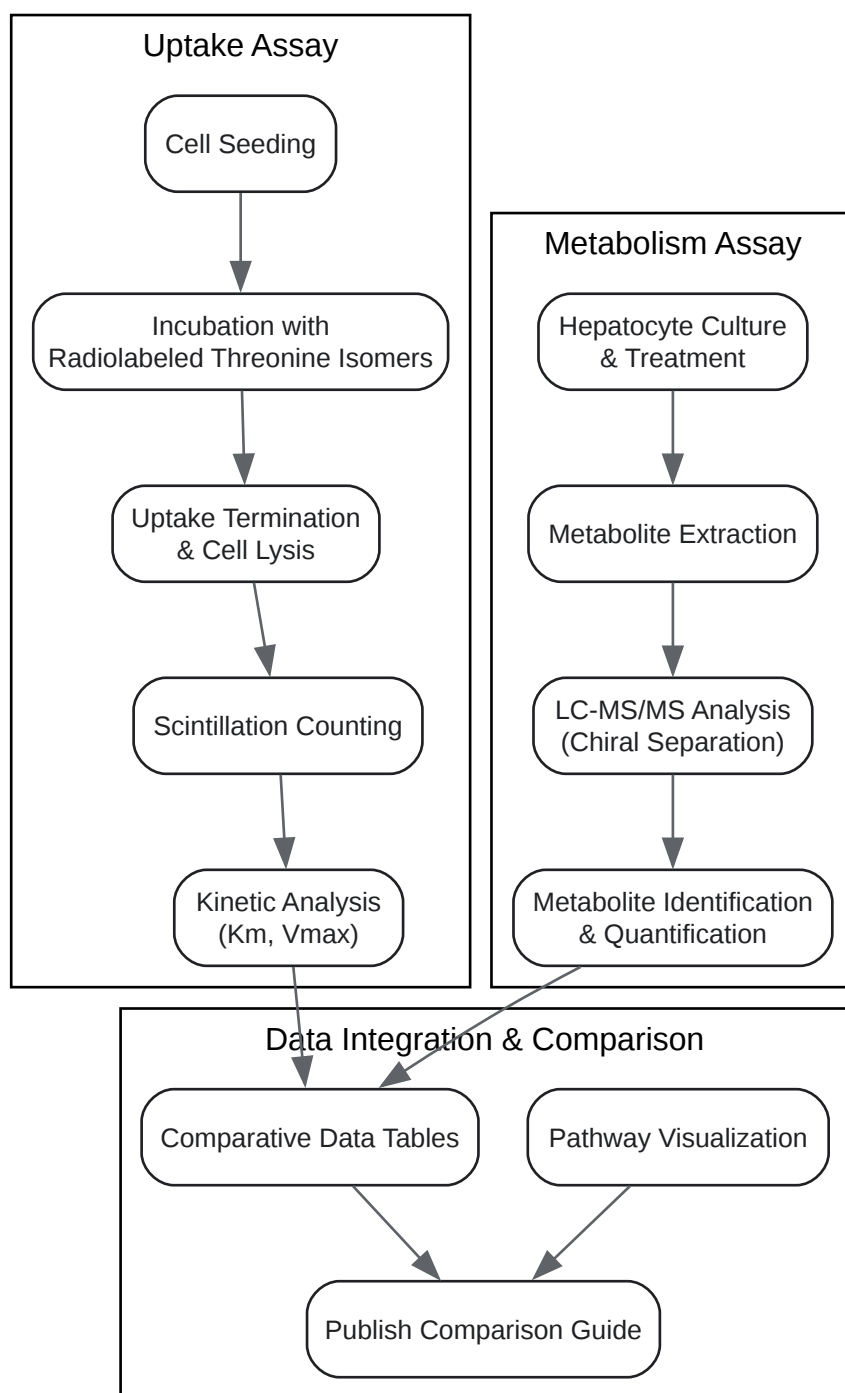 Uptake Assay
Cell Seeding
Incubation with
Radiolabeled Threonine Isomers
Uptake Termination
& Cell Lysis
Scintillation Counting
Kinetic Analysis
(Km, Vmax)
Metabolism Assay
Hepatocyte Culture
& Treatment
Metabolite Extraction
LC-MS/MS Analysis
(Chiral Separation)
Metabolite Identification
& Quantification
Data Integration & Comparison
Comparative Data Tables
Pathway Visualization
Publish Comparison Guide